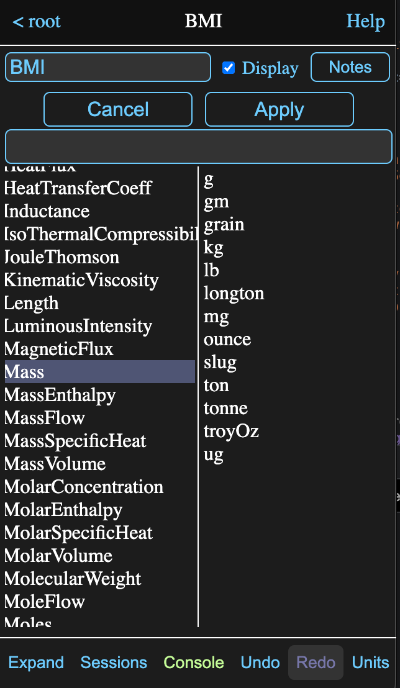 < root BMI Help
BMI Display Notes
Cancel Apply
HeatFlux
HeatTransferCoeff
Inductance
IsoThermalCompressibil
JouleThomson
KinematicViscosity
Length
LuminousIntensity
MagneticFlux
Mass
MassEnthalpy
MassFlow
MassSpecificHeat
MassVolume
MolarConcentration
MolarEnthalpy
MolarSpecificHeat
MolarVolume
MolecularWeight
MoleFlow
Moles
g
gm
grain
kg
lb
longton
mg
ounce
slug
ton
tonne
troyOz
ug
Expand Sessions Console Undo Redo Units